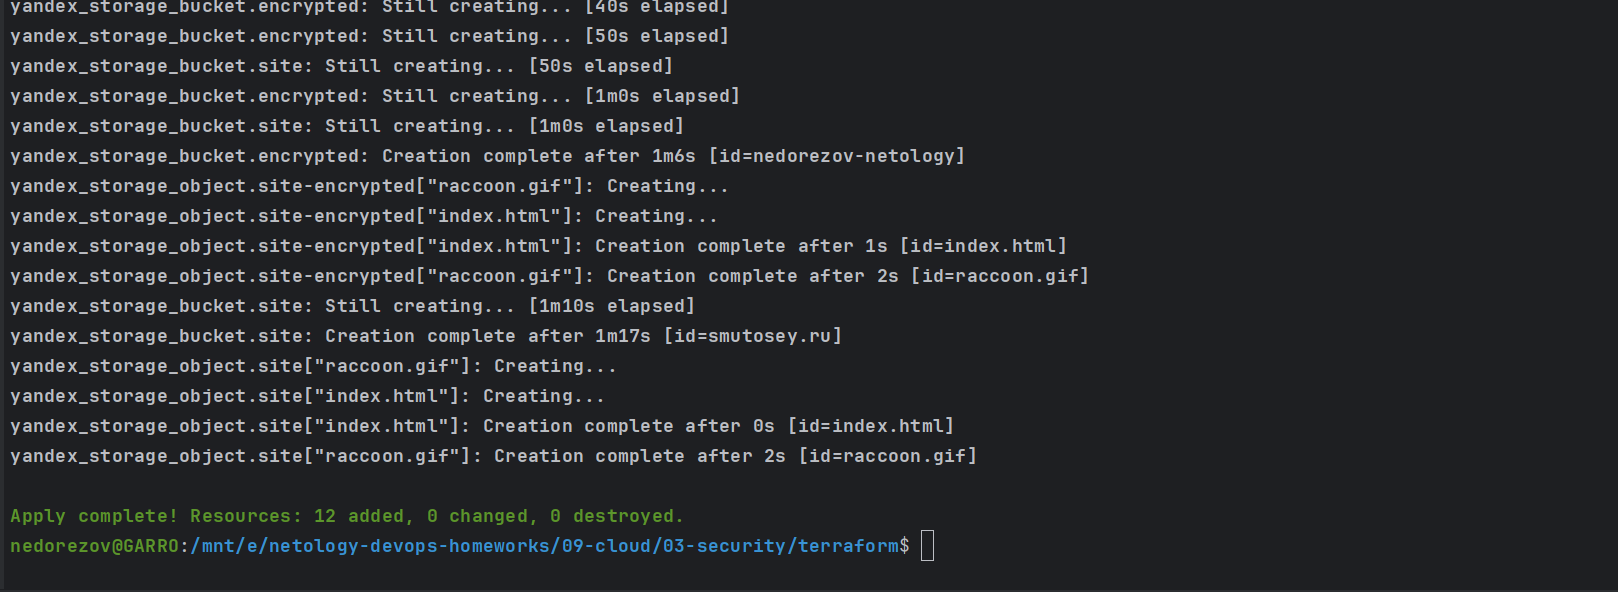 yandex_storage_bucket.encrypted: Still creating... [40s elapsed]
yandex_storage_bucket.encrypted: Still creating... [50s elapsed]
yandex_storage_bucket.site: Still creating... [50s elapsed]
yandex_storage_bucket.encrypted: Still creating... [1m0s elapsed]
yandex_storage_bucket.site: Still creating... [1m0s elapsed]
yandex_storage_bucket.encrypted: Creation complete after 1m6s [id=nedorezov-netology]
yandex_storage_object.site-encrypted["raccoon.gif"]: Creating...
yandex_storage_object.site-encrypted["index.html"]: Creating...
yandex_storage_object.site-encrypted["index.html"]: Creation complete after 1s [id=index.html]
yandex_storage_object.site-encrypted["raccoon.gif"]: Creation complete after 2s [id=raccoon.gif]
yandex_storage_bucket.site: Still creating... [1m10s elapsed]
yandex_storage_bucket.site: Creation complete after 1m17s [id=smutosey.ru]
yandex_storage_object.site["raccoon.gif"]: Creating...
yandex_storage_object.site["index.html"]: Creating...
yandex_storage_object.site["index.html"]: Creation complete after 0s [id=index.html]
yandex_storage_object.site["raccoon.gif"]: Creation complete after 2s [id=raccoon.gif]
Apply complete! Resources: 12 added, 0 changed, 0 destroyed.
nedorezov@GARRO:/mnt/e/netology-devops-homeworks/09-cloud/03-security/terraform$